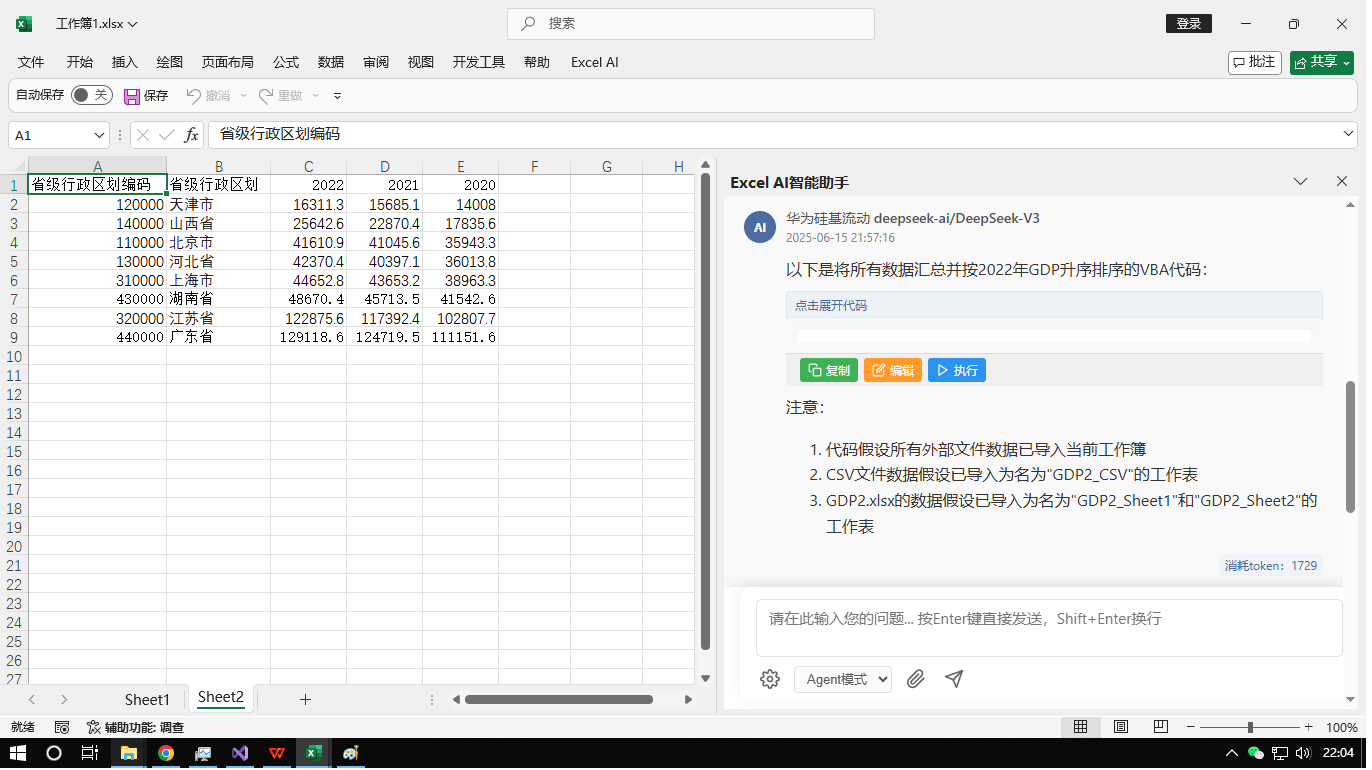 工作簿1.xlsx
搜索
登录
文件 开始 插入 绘图 页面布局 公式 数据 审阅 视图 开发工具 帮助 Excel AI
批注 共享
自动保存 关 保存 撤消 重做
A1 fx 省级行政区划编码
A B C D E F G H
1 省级行政区划编码 省级行政区划 2022 2021 2020
2 120000 天津市 16311.3 15685.1 14008
3 140000 山西省 25642.6 22870.4 17835.6
4 110000 北京市 41610.9 41045.6 35943.3
5 130000 河北省 42370.4 40397.1 36013.8
6 310000 上海市 44652.8 43653.2 38963.3
7 430000 湖南省 48670.4 45713.5 41542.6
8 320000 江苏省 122875.6 117392.4 102807.7
9 440000 广东省 129118.6 124719.5 111151.6
10
11
12
13
14
15
16
17
18
19
20
21
22
23
24
25
26
27
Sheet1 Sheet2
Excel AI智能助手
AI
华为硅基流动 deepseek-ai/DeepSeek-V3
2025-06-15 21:57:16
以下是将所有数据汇总并按2022年GDP升序排序的VBA代码：
点击展开代码
复制 编辑 执行
注意：
1. 代码假设所有外部文件数据已导入当前工作簿
2. CSV文件数据假设已导入为名为"GDP2_CSV"的工作表
3. GDP2.xlsx的数据假设已导入为名为"GDP2_Sheet1"和"GDP2_Sheet2"的
工作表
消耗token：1729
请在此输入您的问题... 按Enter键直接发送，Shift+Enter换行
Agent模式
就绪 辅助功能: 调查
100%
22:04